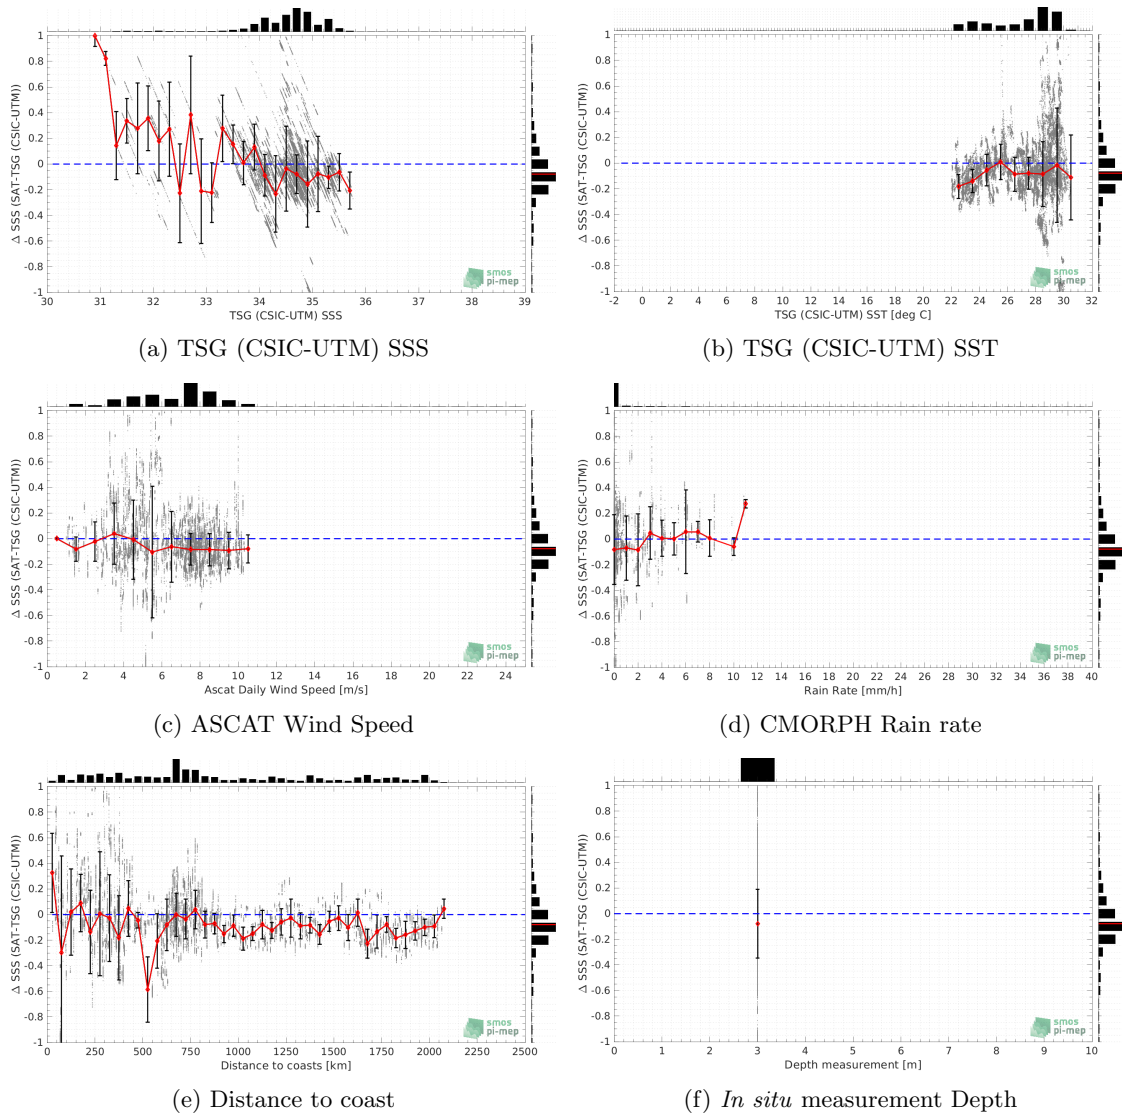 1
0.8
0.6
0.4
0.2
0
-0.2
-0.4
-0.6
-0.8
-1
Δ SSS (SAT-TSG (CSIC-UTM))
30 31 32 33 34 35 36 37 38 39
TSG (CSIC-UTM) SSS
smos
pi-mep
(a) TSG (CSIC-UTM) SSS
1
0.8
0.6
0.4
0.2
0
-0.2
-0.4
-0.6
-0.8
-1
Δ SSS (SAT-TSG (CSIC-UTM))
-2 0 2 4 6 8 10 12 14 16 18 20 22 24 26 28 30 32
TSG (CSIC-UTM) SST [deg C]
smos
pi-mep
(b) TSG (CSIC-UTM) SST
1
0.8
0.6
0.4
0.2
0
-0.2
-0.4
-0.6
-0.8
-1
Δ SSS (SAT-TSG (CSIC-UTM))
0 2 4 6 8 10 12 14 16 18 20 22 24
Ascat Daily Wind Speed [m/s]
smos
pi-mep
(c) ASCAT Wind Speed
1
0.8
0.6
0.4
0.2
0
-0.2
-0.4
-0.6
-0.8
-1
Δ SSS (SAT-TSG (CSIC-UTM))
0 2 4 6 8 10 12 14 16 18 20 22 24 26 28 30 32 34 36 38 40
Rain Rate [mm/h]
smos
pi-mep
(d) CMORPH Rain rate
1
0.8
0.6
0.4
0.2
0
-0.2
-0.4
-0.6
-0.8
-1
Δ SSS (SAT-TSG (CSIC-UTM))
0 250 500 750 1000 1250 1500 1750 2000 2250 2500
Distance to coasts [km]
smos
pi-mep
(e) Distance to coast
1
0.8
0.6
0.4
0.2
0
-0.2
-0.4
-0.6
-0.8
-1
Δ SSS (SAT-TSG (CSIC-UTM))
0 1 2 3 4 5 6 7 8 9 10
Depth measurement [m]
smos
pi-mep
(f) In situ measurement Depth